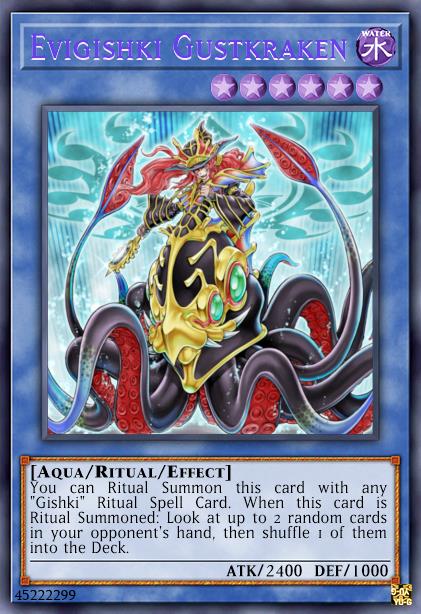 Evigishki Gustkraken
WATER
水
[Aqua/Ritual/Effect]
You can Ritual Summon this card with any
"Gishki" Ritual Spell Card. When this card is
Ritual Summoned: Look at up to 2 random cards
in your opponent's hand, then shuffle 1 of them
into the Deck.
ATK/2400 DEF/1000
45222299